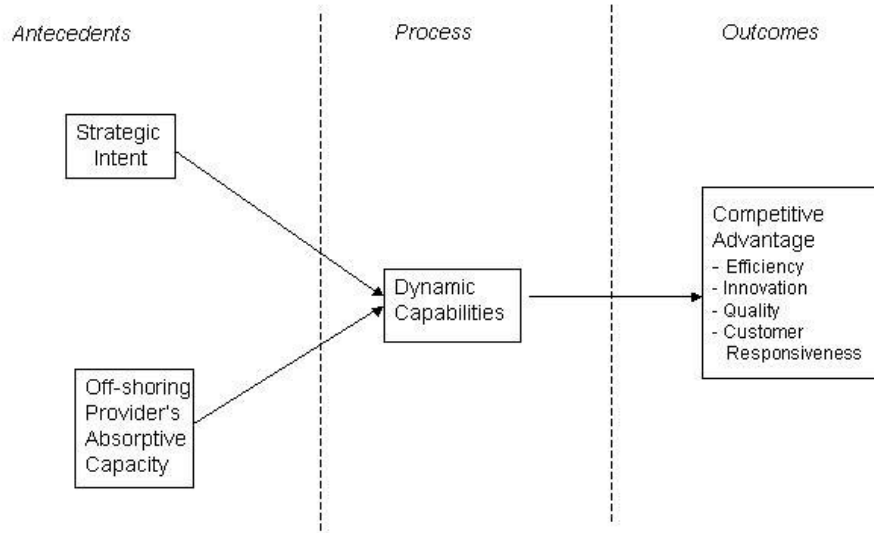 Antecedents
Process
Outcomes
Strategic
Intent
Off-shoring
Provider's
Absorptive
Capacity
Dynamic
Capabilities
Competitive
Advantage
- Efficiency
- Innovation
- Quality
- Customer
Responsiveness